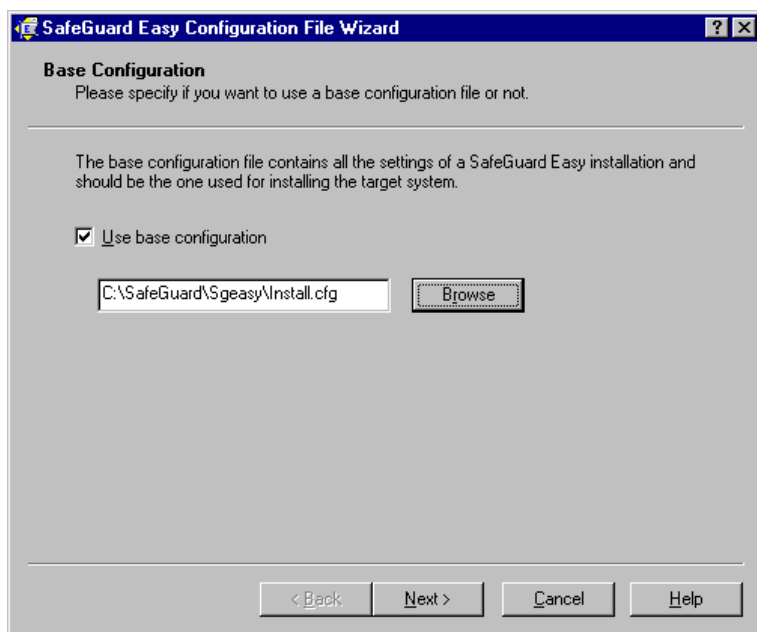 SafeGuard Easy Configuration File Wizard
Base Configuration
Please specify if you want to use a base configuration file or not.
The base configuration file contains all the settings of a SafeGuard Easy installation and
should be the one used for installing the target system.
Use base configuration
C:\SafeGuard\Sgeasy\Install.cfg
Browse
< Back
Next >
Cancel
Help